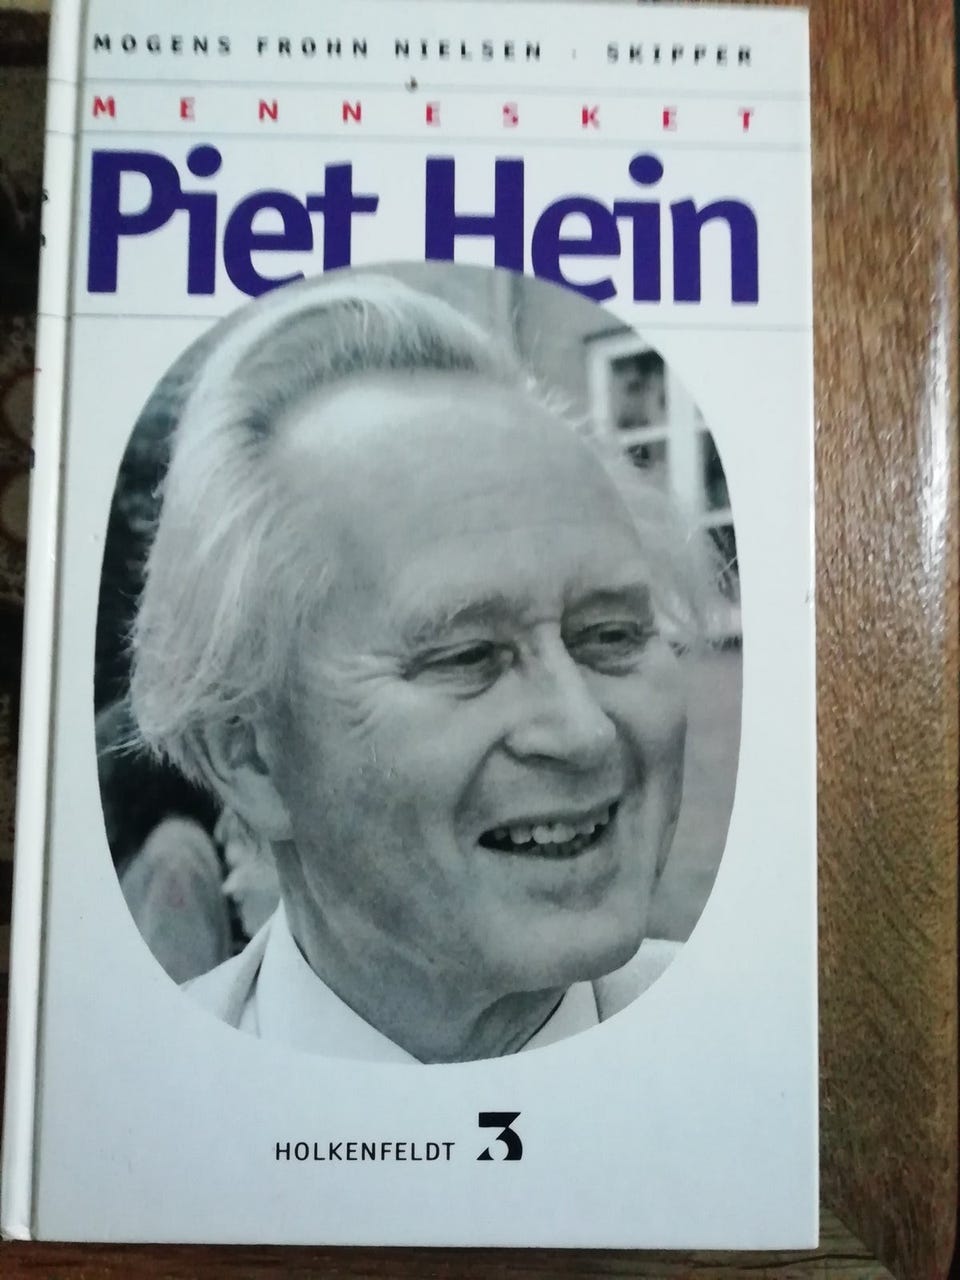 MOGENS FROHN NIELSEN · SKIPPER
MENNESKET
Piet Hein
HOLKENFELDT 3